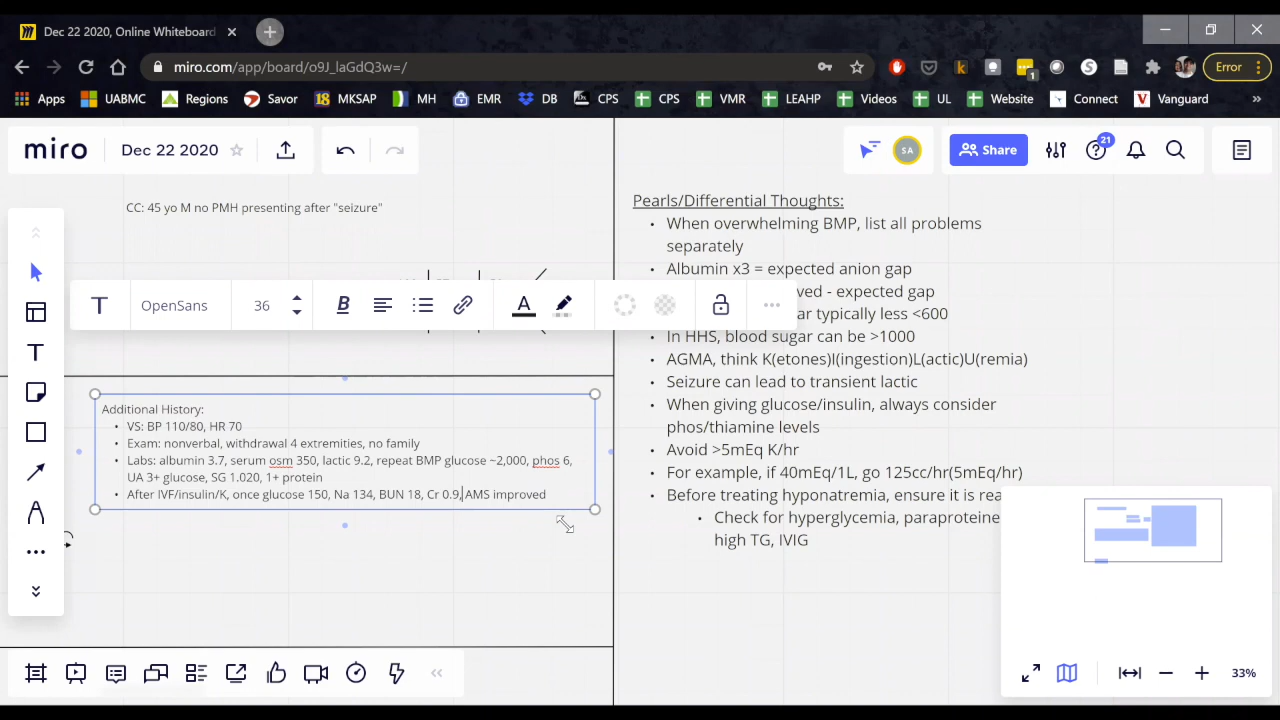 Dec 22 2020, Online Whiteboard
miro.com/app/board/o9J_laGdQ3w=/
1
Error
Apps
UABMC
Regions
Savor
18
MKSAP
MH
EMR
DB
CPS
CPS
VMR
LEAHP
Videos
UL
Website
Connect
Vanguard
miro
Dec 22 2020
SA
Share
21
CC: 45 yo M no PMH presenting after "seizure"
OpenSans
36
B
A
Additional History:
• VS: BP 110/80, HR 70
• Exam: nonverbal, withdrawal 4 extremities, no family
• Labs: albumin 3.7, serum osm 350, lactic 9.2, repeat BMP glucose ~2,000, phos 6,
UA 3+ glucose, SG 1.020, 1+ protein
• After IVF/insulin/K, once glucose 150, Na 134, BUN 18, Cr 0.9, AMS improved
Pearls/Differential Thoughts:
• When overwhelming BMP, list all problems
separately
• Albumin x3 = expected anion gap
- expected gap
typically less <600
• In HHS, blood sugar can be >1000
• AGMA, think K(etones)I(ingestion)L(actic)U(remia)
• Seizure can lead to transient lactic
• When giving glucose/insulin, always consider
phos/thiamine levels
• Avoid >5mEq K/hr
• For example, if 40mEq/1L, go 125cc/hr(5mEq/hr)
• Before treating hyponatremia, ensure it is
• Check for hyperglycemia,
high TG, IVIG
33%